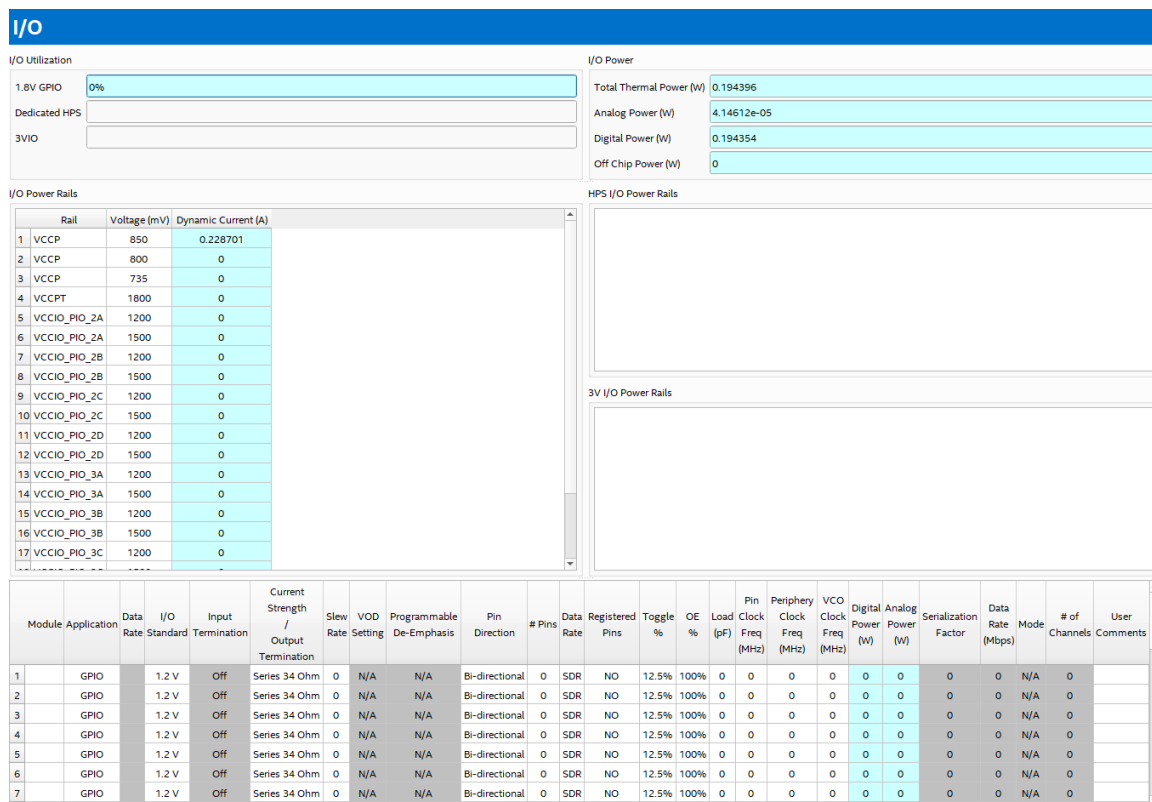 I/O
I/O Utilization
1.8V GPIO 0%
Dedicated HPS
3VIO
I/O Power
Total Thermal Power (W) 0.194396
Analog Power (W) 4.14612e-05
Digital Power (W) 0.194354
Off Chip Power (W) 0
I/O Power Rails
Rail Voltage (mV) Dynamic Current (A)
1 VCCP 850 0.228701
2 VCCP 800 0
3 VCCP 735 0
4 VCCPT 1800 0
5 VCCIO_PIO_2A 1200 0
6 VCCIO_PIO_2A 1500 0
7 VCCIO_PIO_2B 1200 0
8 VCCIO_PIO_2B 1500 0
9 VCCIO_PIO_2C 1200 0
10 VCCIO_PIO_2C 1500 0
11 VCCIO_PIO_2D 1200 0
12 VCCIO_PIO_2D 1500 0
13 VCCIO_PIO_3A 1200 0
14 VCCIO_PIO_3A 1500 0
15 VCCIO_PIO_3B 1200 0
16 VCCIO_PIO_3B 1500 0
17 VCCIO_PIO_3C 1200 0
HPS I/O Power Rails
3V I/O Power Rails
Module Application Data Rate I/O Standard Input Termination Current Strength / Output Termination Slew Rate VOD Setting Programmable De-Emphasis Pin Direction # Pins Data Rate Registered Pins Toggle % OE % Load (pF) Pin Clock Freq (MHz) Periphery Clock Freq (MHz) VCO Clock Freq (MHz) Digital Power (W) Analog Power (W) Serialization Factor Data Rate (Mbps) Mode # of Channels User Comments
1 GPIO 1.2 V Off Series 34 Ohm 0 N/A N/A Bi-directional 0 SDR NO 12.5% 100% 0 0 0 0 0 0 0 0 N/A 0
2 GPIO 1.2 V Off Series 34 Ohm 0 N/A N/A Bi-directional 0 SDR NO 12.5% 100% 0 0 0 0 0 0 0 0 N/A 0
3 GPIO 1.2 V Off Series 34 Ohm 0 N/A N/A Bi-directional 0 SDR NO 12.5% 100% 0 0 0 0 0 0 0 0 N/A 0
4 GPIO 1.2 V Off Series 34 Ohm 0 N/A N/A Bi-directional 0 SDR NO 12.5% 100% 0 0 0 0 0 0 0 0 N/A 0
5 GPIO 1.2 V Off Series 34 Ohm 0 N/A N/A Bi-directional 0 SDR NO 12.5% 100% 0 0 0 0 0 0 0 0 N/A 0
6 GPIO 1.2 V Off Series 34 Ohm 0 N/A N/A Bi-directional 0 SDR NO 12.5% 100% 0 0 0 0 0 0 0 0 N/A 0
7 GPIO 1.2 V Off Series 34 Ohm 0 N/A N/A Bi-directional 0 SDR NO 12.5% 100% 0 0 0 0 0 0 0 0 N/A 0